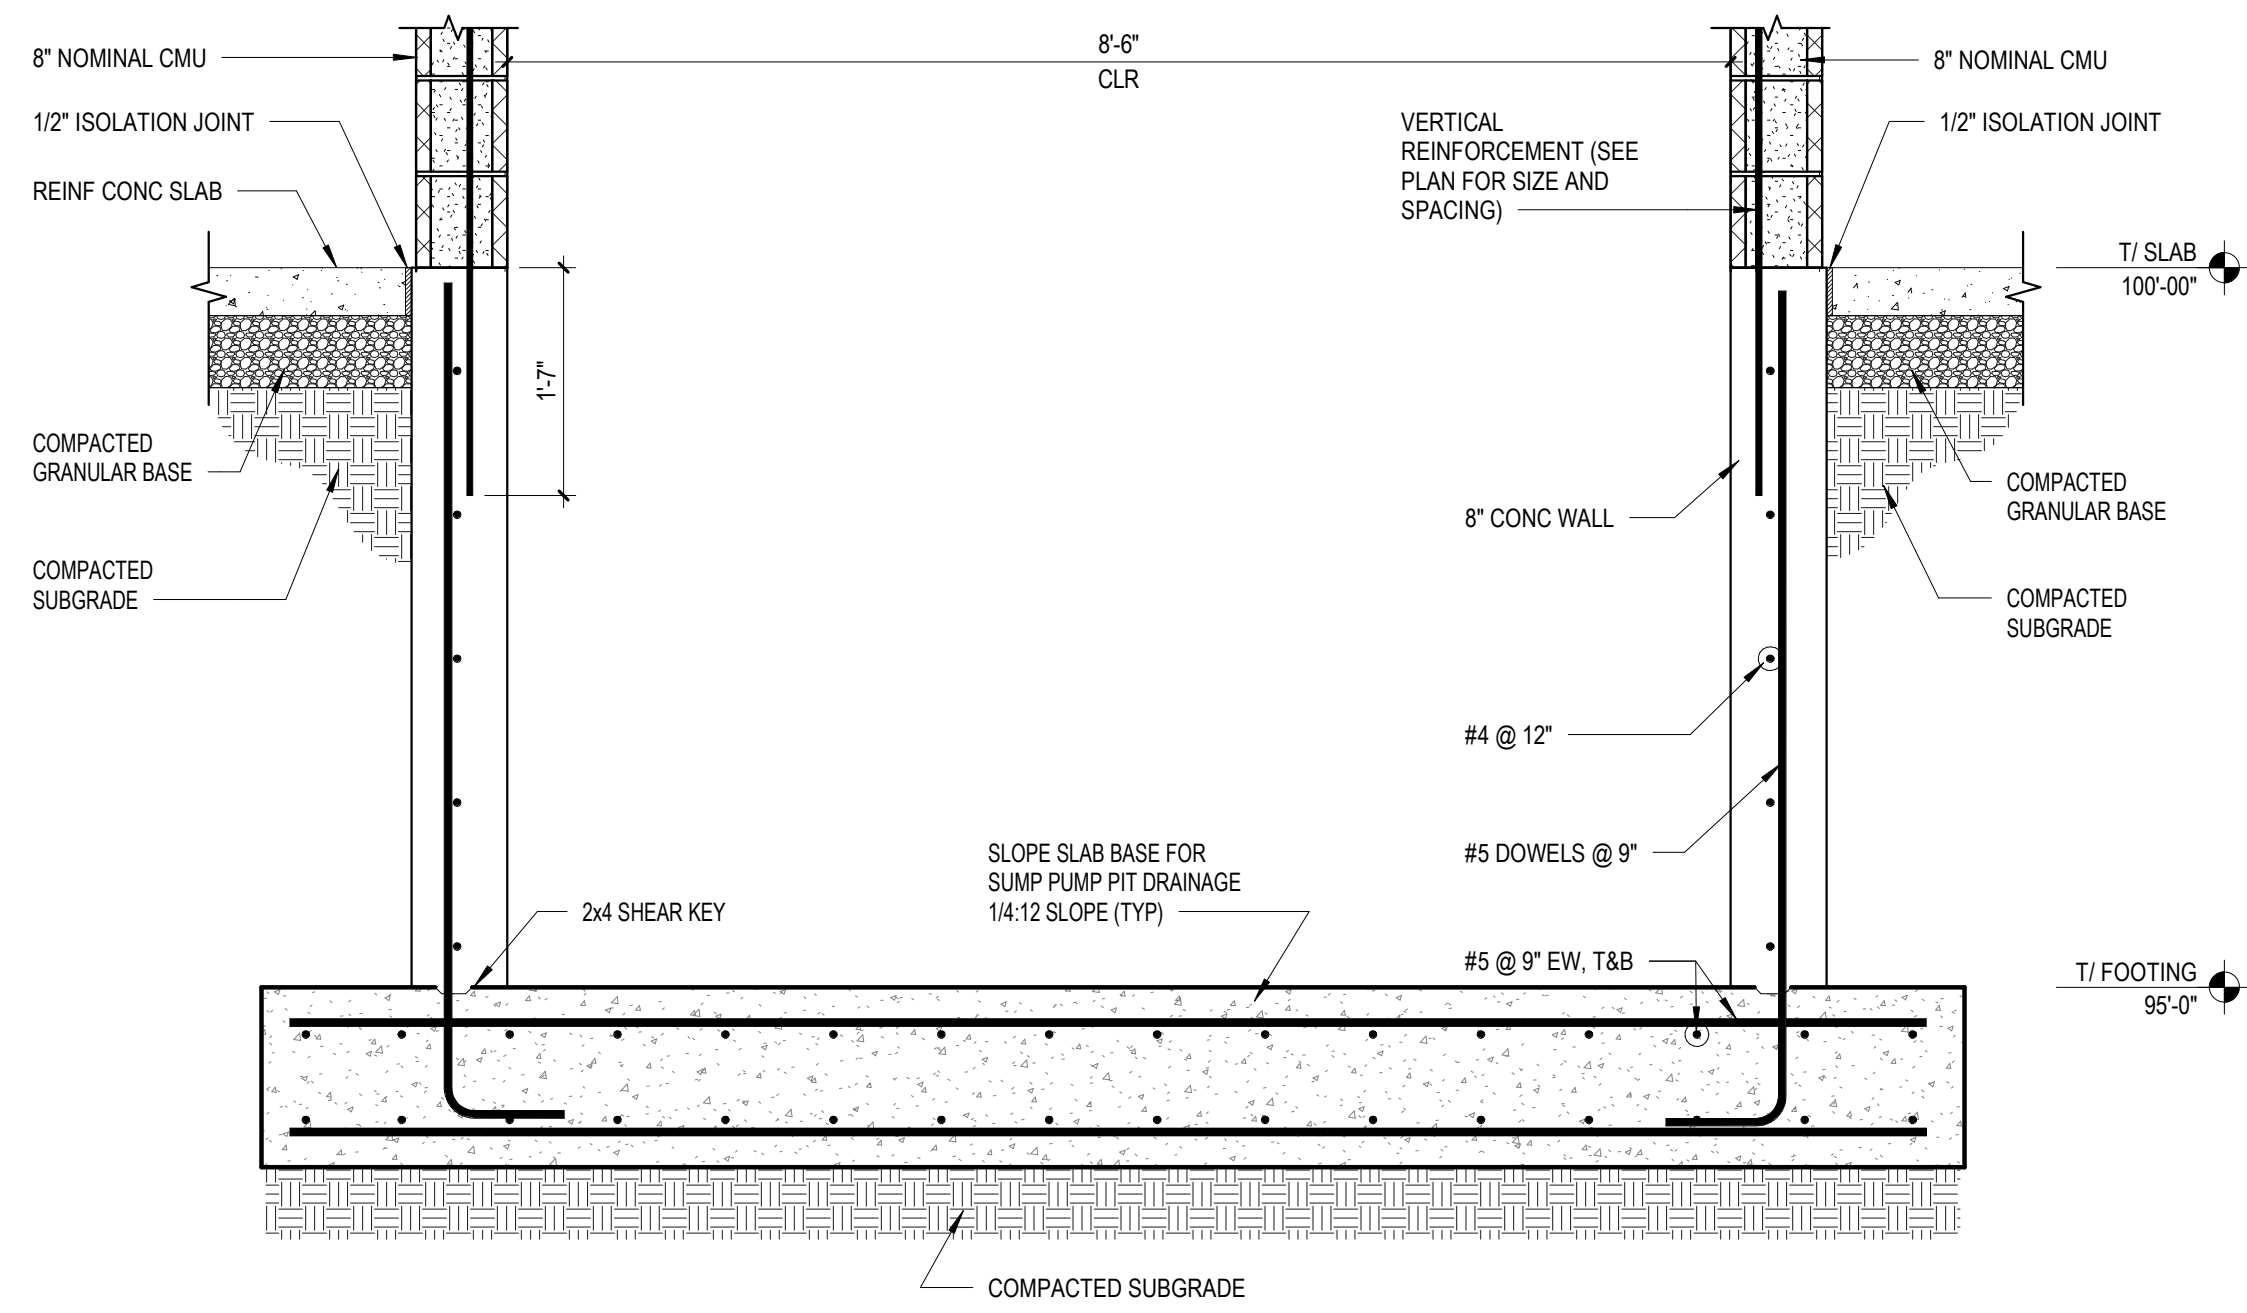 8" NOMINAL CMU
1/2" ISOLATION JOINT
REINF CONC SLAB
COMPACTED
GRANULAR BASE
COMPACTED
SUBGRADE
1'-7"
8'-6"
CLR
VERTICAL
REINFORCEMENT (SEE
PLAN FOR SIZE AND
SPACING)
8" NOMINAL CMU
1/2" ISOLATION JOINT
T/ SLAB
100'-00"
COMPACTED
GRANULAR BASE
COMPACTED
SUBGRADE
8" CONC WALL
#4 @ 12"
#5 DOWELS @ 9"
#5 @ 9" EW, T&B
SLOPE SLAB BASE FOR
SUMP PUMP PIT DRAINAGE
1/4:12 SLOPE (TYP)
2x4 SHEAR KEY
T/ FOOTING
95'-0"
COMPACTED SUBGRADE